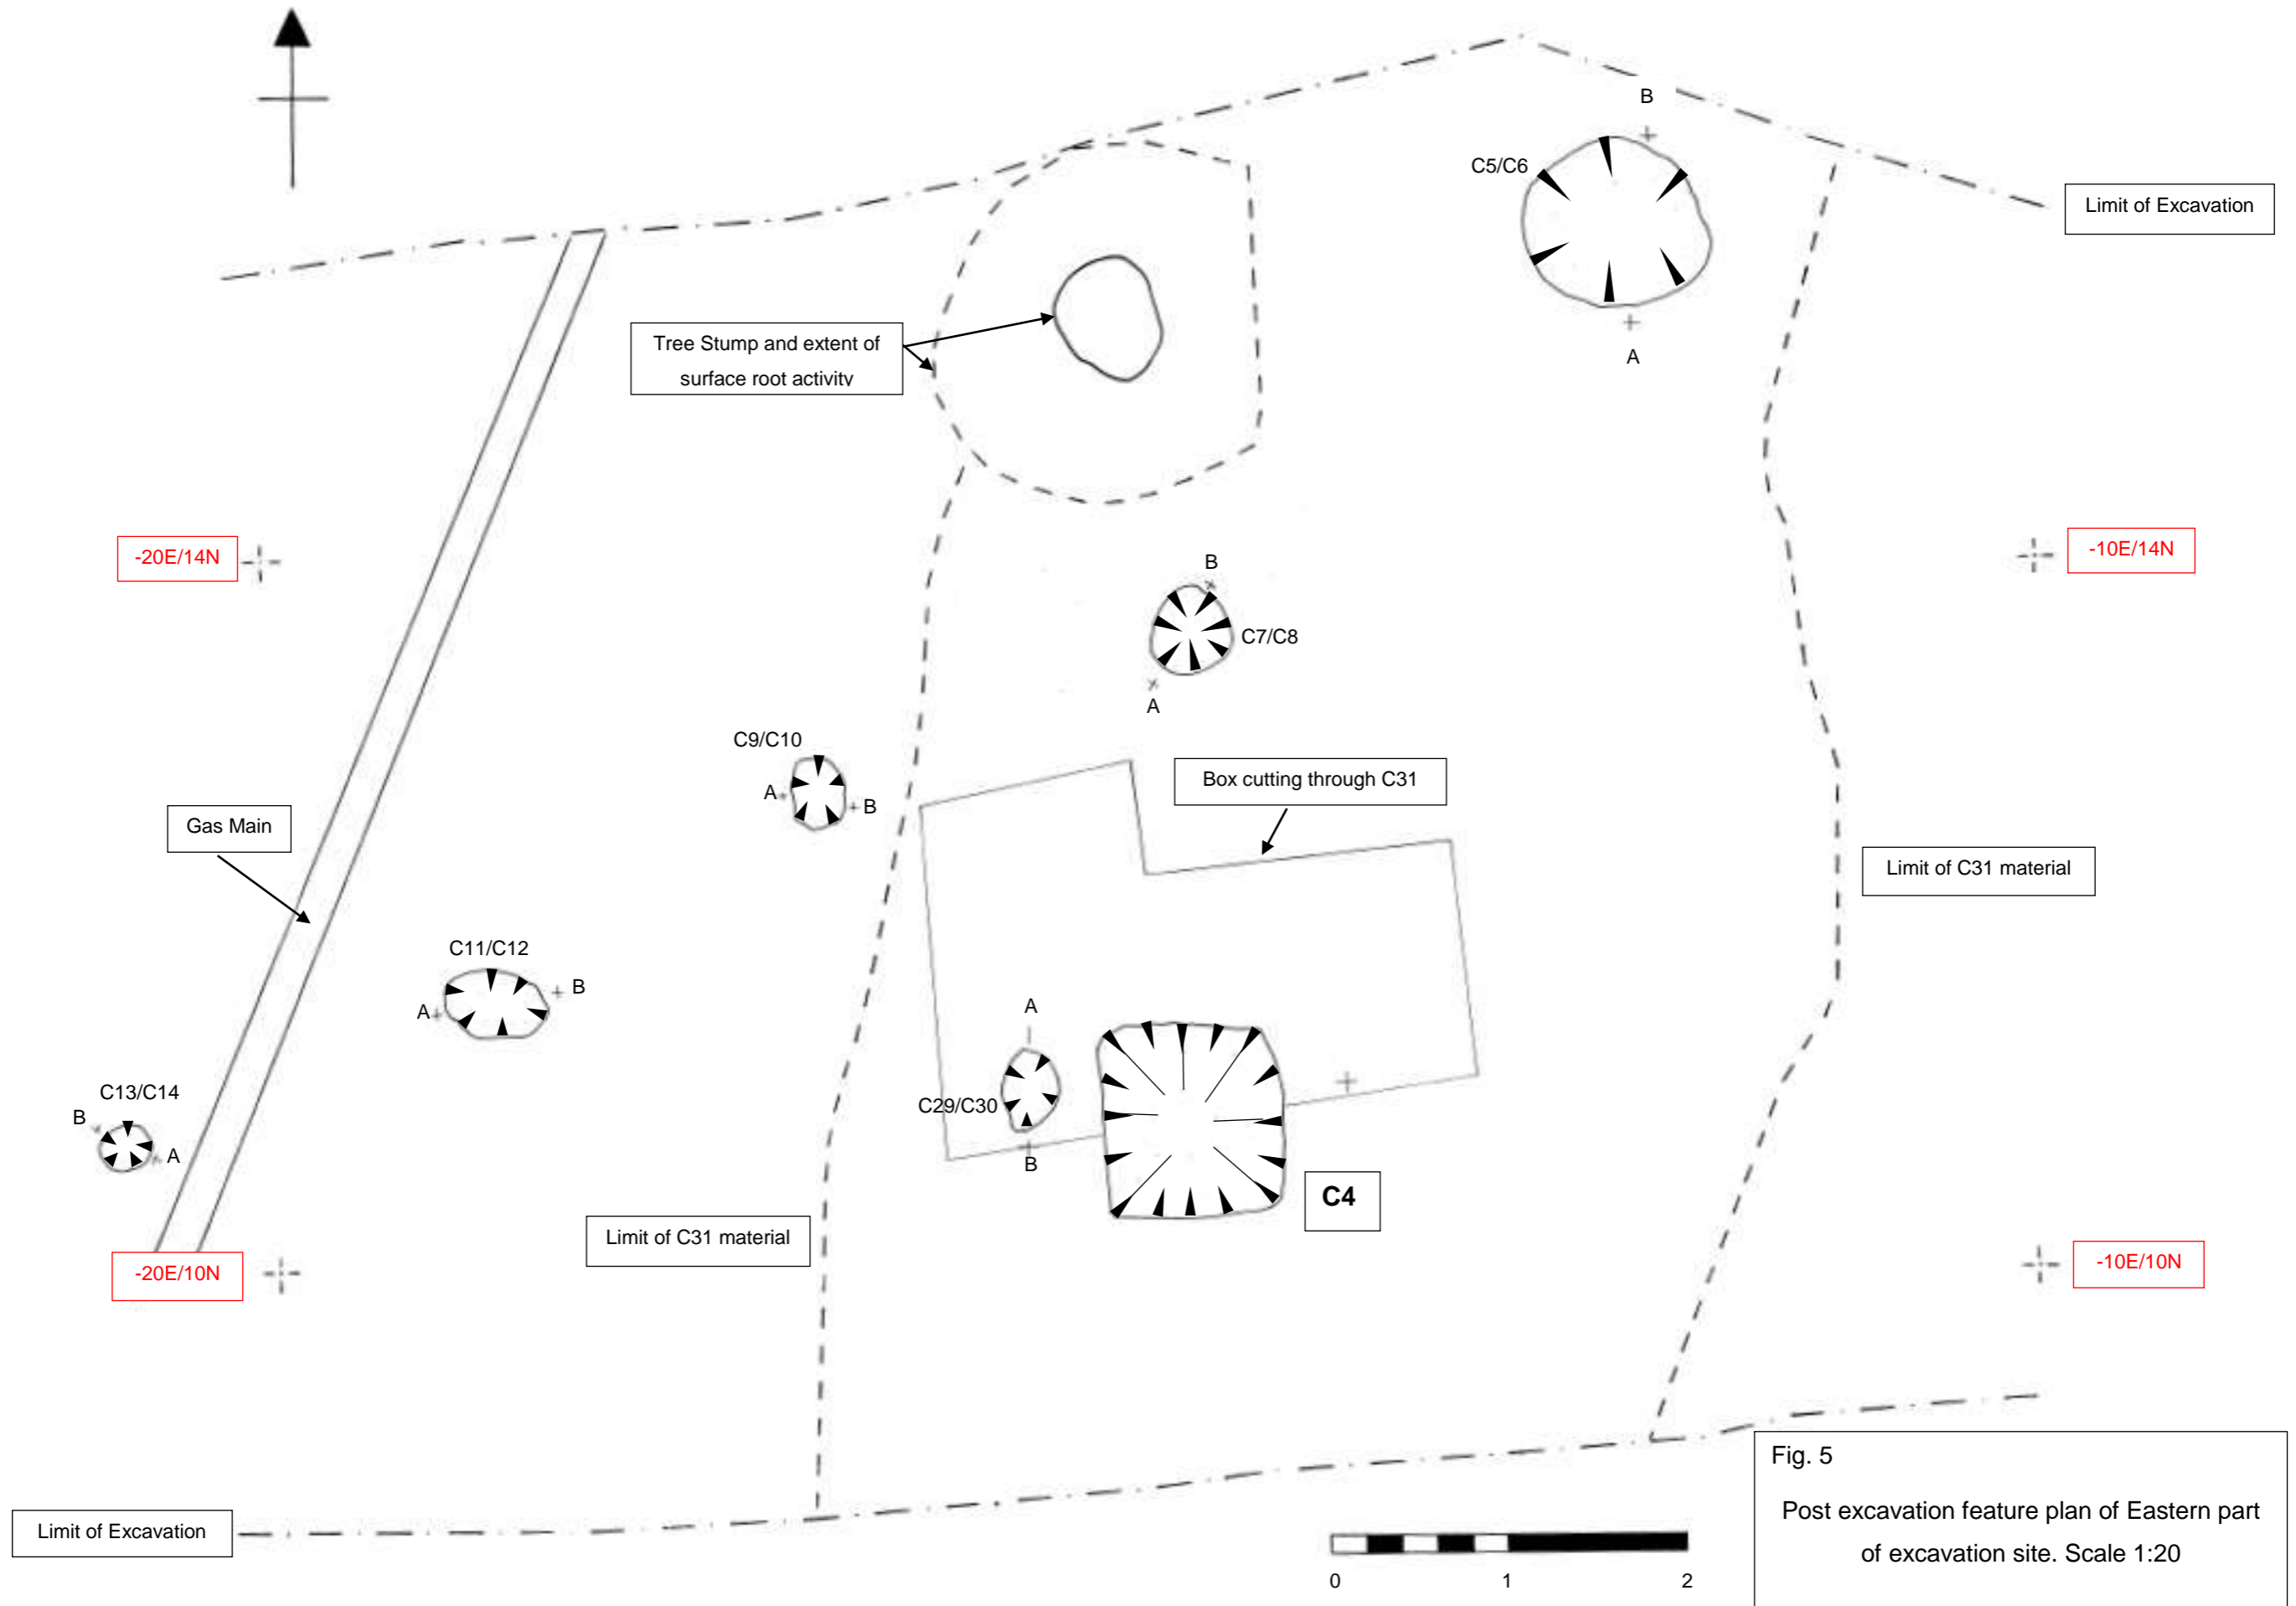 B
C5/C6
Limit of Excavation
Tree Stump and extent of
surface root activity
A
-20E/14N
-10E/14N
B
C7/C8
A
C9/C10
A
B
Box cutting through C31
Gas Main
Limit of C31 material
C11/C12
A
B
A
C13/C14
B
A
C29/C30
B
C4
Limit of C31 material
-20E/10N
-10E/10N
Limit of Excavation
0
1
2
Fig. 5
Post excavation feature plan of Eastern part
of excavation site. Scale 1:20